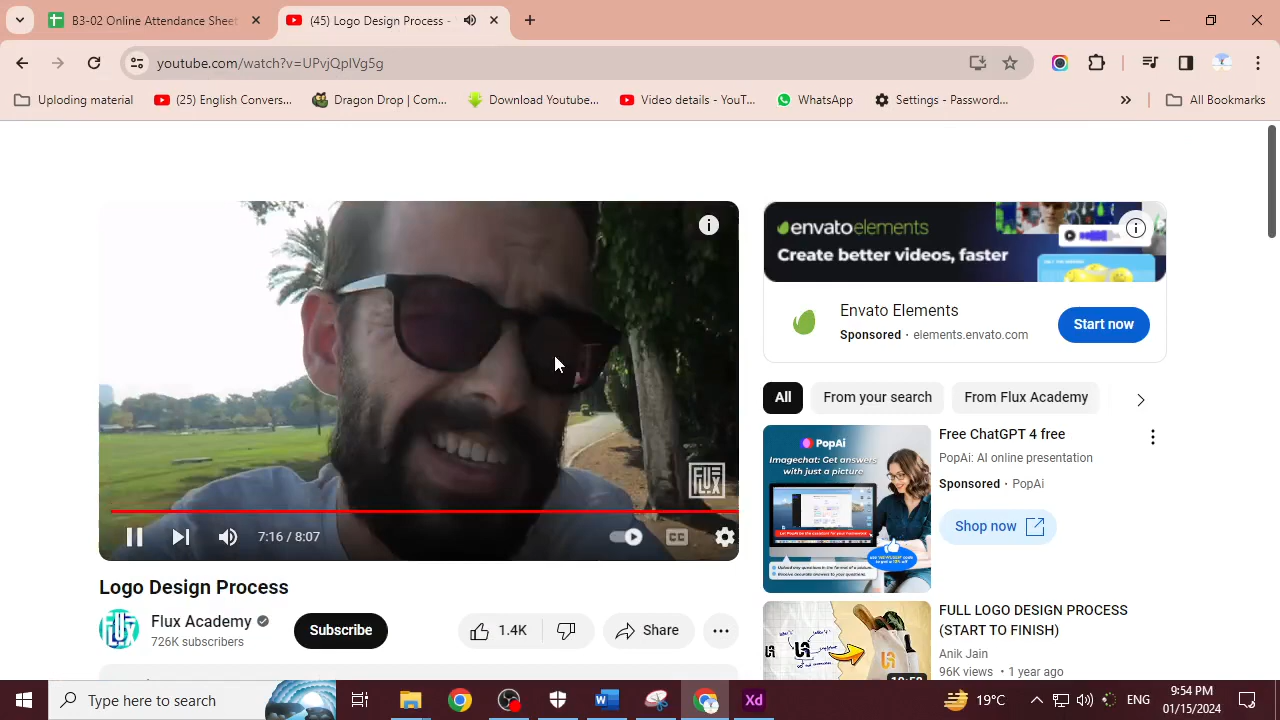 B3-02 Online Attendance Sheet
(45) Logo Design Process -
youtube.com/watch?v=UPvjQplVg5g
Uploding material
(25) English Convers...
Dragon Drop | Com...
Download Youtube...
Video details - YouT...
WhatsApp
Settings - Password...
All Bookmarks
envatoelements
Create better videos, faster
Envato Elements
Sponsored · elements.envato.com
Start now
All
From your search
From Flux Academy
PopAi
Imagechat: Get answers
with just a picture
Free ChatGPT 4 free
PopAi: AI online presentation
Sponsored · PopAi
Shop now
FLUX
7:16 / 8:07
CC
Logo Design Process
Flux Academy
726K subscribers
Subscribe
1.4K
Share
FULL LOGO DESIGN PROCESS
(START TO FINISH)
Anik Jain
96K views · 1 year ago
Type here to search
19°C
ENG
9:54 PM
01/15/2024